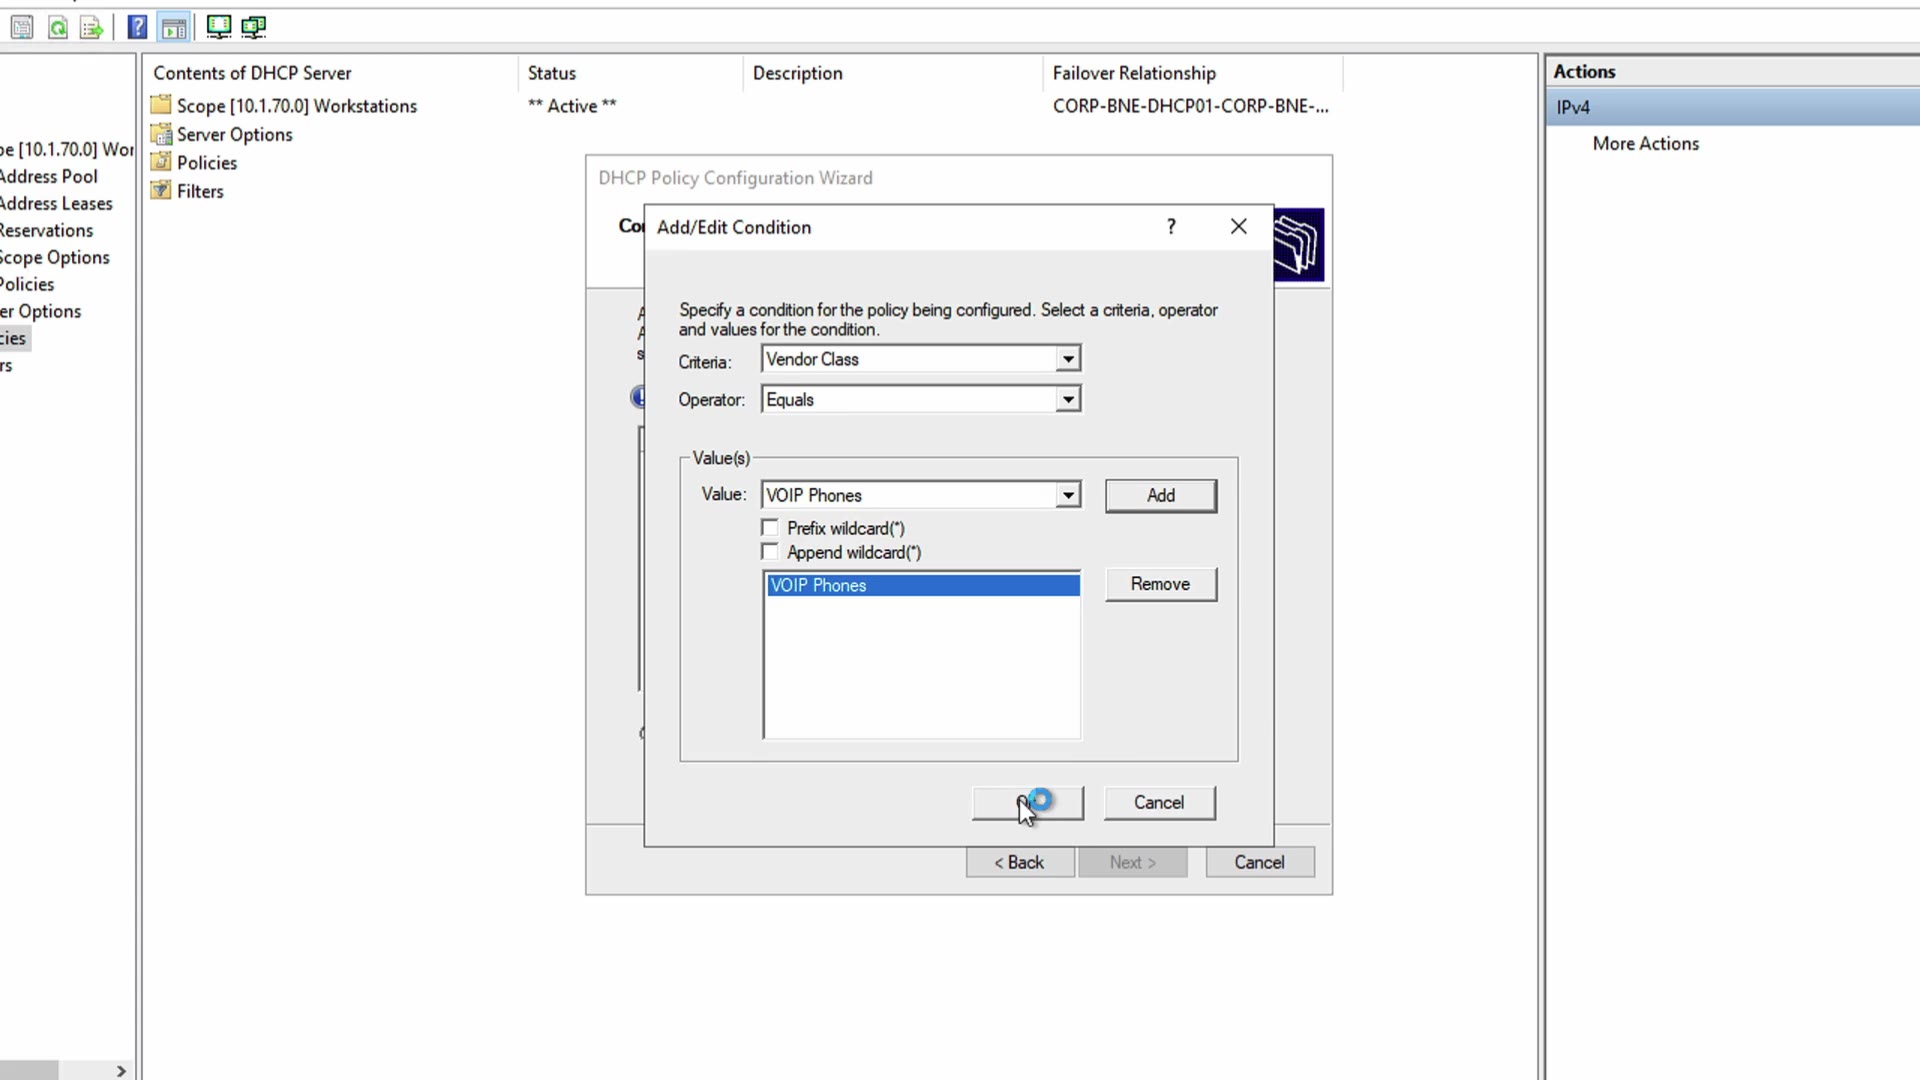 Contents of DHCP Server
Status
Description
Failover Relationship
Scope [10.1.70.0] Workstations
** Active **
CORP-BNE-DHCP01-CORP-BNE-...
Server Options
Policies
Filters
pe [10.1.70.0] Wor
Address Pool
Address Leases
Reservations
Scope Options
Policies
er Options
cies
rs
DHCP Policy Configuration Wizard
Add/Edit Condition
Specify a condition for the policy being configured. Select a criteria, operator
and values for the condition.
Criteria: Vendor Class
Operator: Equals
Value(s)
Value: VOIP Phones
Add
Prefix wildcard(*)
Append wildcard(*)
VOIP Phones
Remove
Cancel
< Back
Next >
Cancel
Actions
IPv4
More Actions